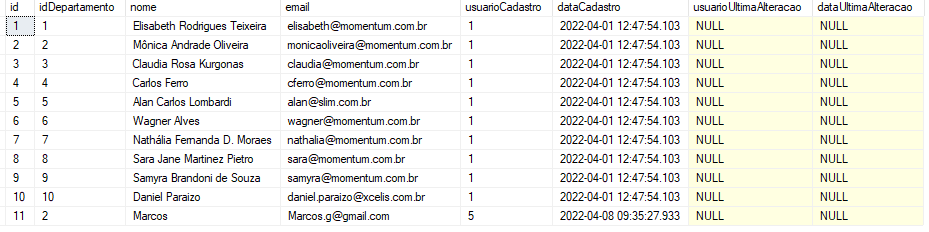 id idDepartamento nome email usuarioCadastro dataCadastro usuarioUltimaAlteracao dataUltimaAlteracao
1 1 Elisabeth Rodrigues Teixeira elisabeth@momentum.com.br 1 2022-04-01 12:47:54.103 NULL NULL
2 2 Mônica Andrade Oliveira monicaoliveira@momentum.com.br 1 2022-04-01 12:47:54.103 NULL NULL
3 3 Claudia Rosa Kurgonas claudia@momentum.com.br 1 2022-04-01 12:47:54.103 NULL NULL
4 4 Carlos Ferro cferro@momentum.com.br 1 2022-04-01 12:47:54.103 NULL NULL
5 5 Alan Carlos Lombardi alan@slim.com.br 1 2022-04-01 12:47:54.103 NULL NULL
6 6 Wagner Alves wagner@momentum.com.br 1 2022-04-01 12:47:54.103 NULL NULL
7 7 Nathália Fernanda D. Moraes nathalia@momentum.com.br 1 2022-04-01 12:47:54.103 NULL NULL
8 8 Sara Jane Martinez Pietro sara@momentum.com.br 1 2022-04-01 12:47:54.103 NULL NULL
9 9 Samyra Brandoni de Souza samyra@momentum.com.br 1 2022-04-01 12:47:54.103 NULL NULL
10 10 Daniel Paraizo daniel.paraizo@xcelis.com.br 1 2022-04-01 12:47:54.103 NULL NULL
11 2 Marcos Marcos.g@gmail.com 5 2022-04-08 09:35:27.933 NULL NULL